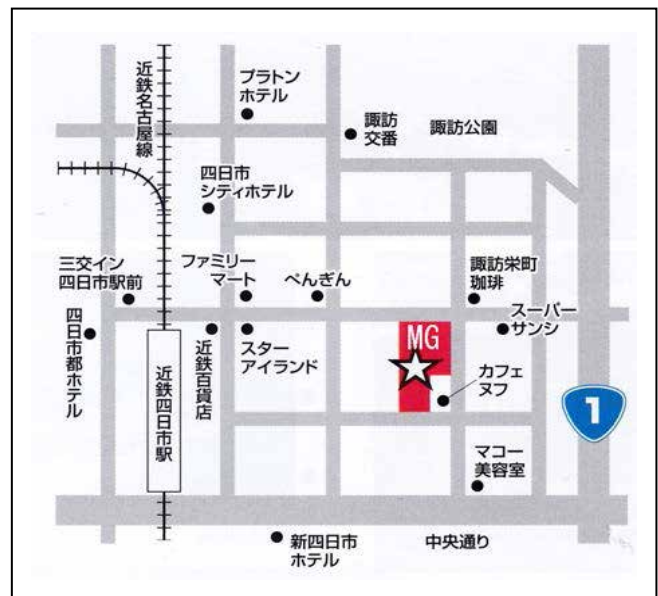 近鉄名古屋線
プラトン
ホテル
諏訪
交番
諏訪公園
四日市
シティホテル
三交イン
四日市駅前
ファミリー
マート
ぺんぎん
諏訪栄町
珈琲
スーパー
サンシ
四日市都ホテル
近鉄四日市駅
近鉄百貨店
スター
アイランド
MG
カフェ
ヌフ
1
マコー
美容室
新四日市
ホテル
中央通り